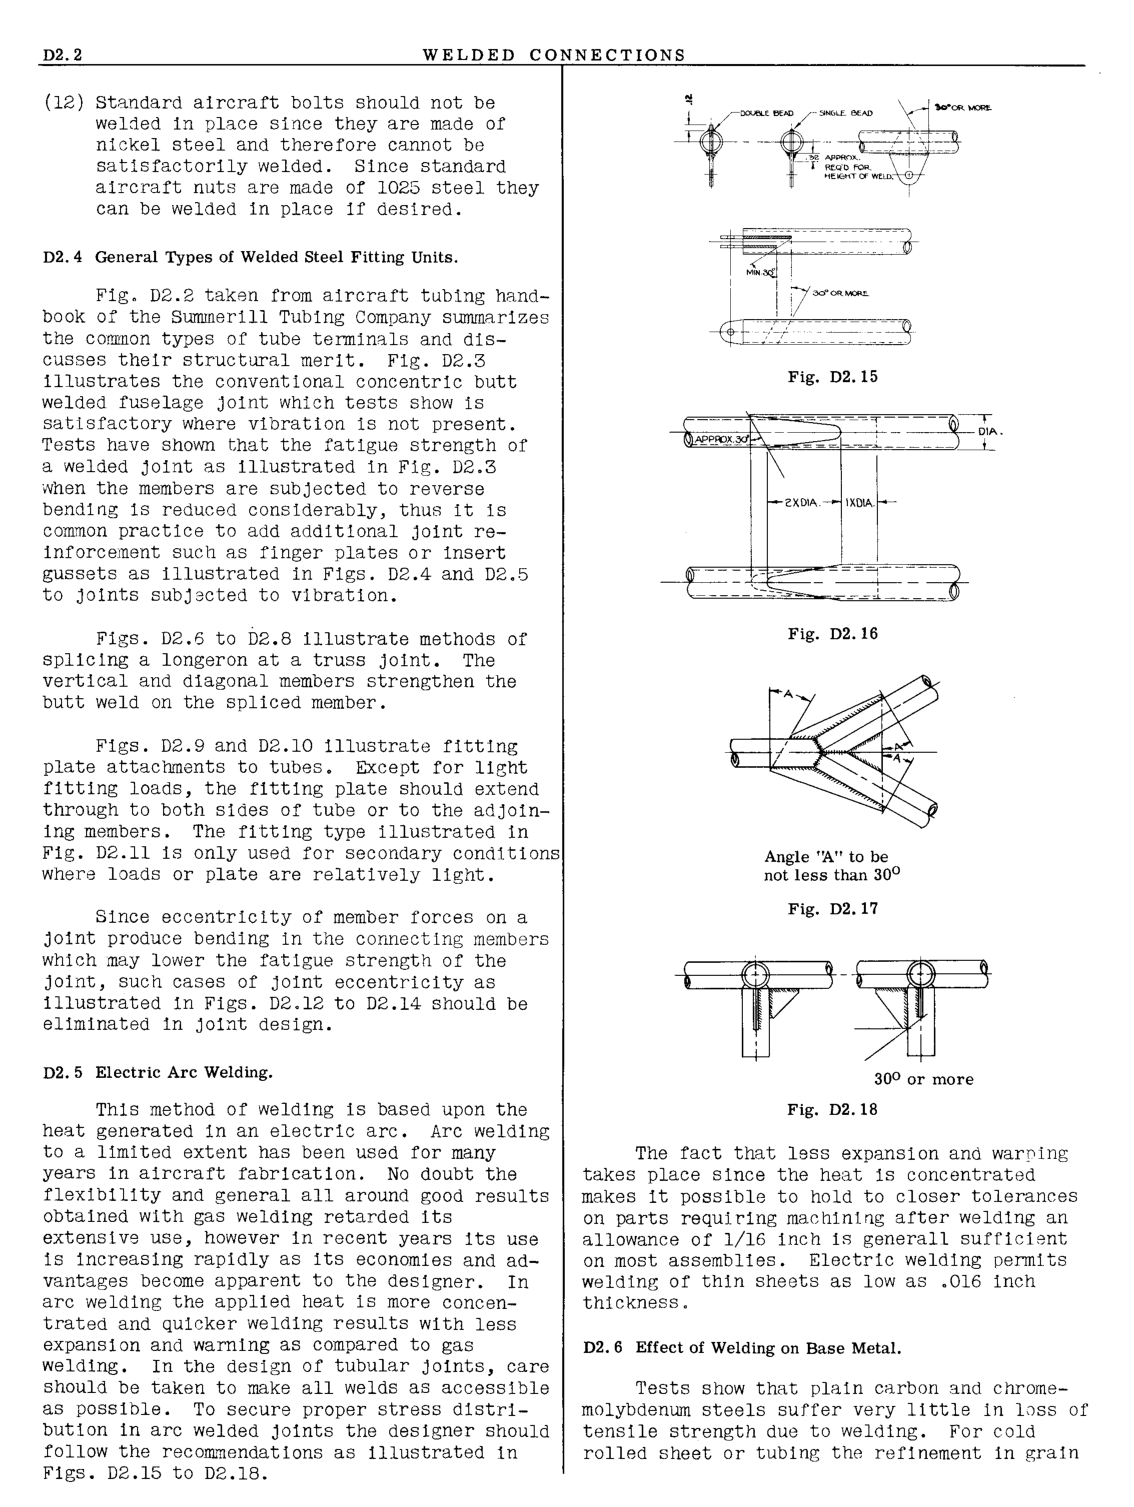 D2. 2
WELDED CONNECTIONS
(12) Standard aircraft bolts should not be
welded in place since they are made of
nickel steel and therefore cannot be
satisfactorily welded. Since standard
aircraft nuts are made of 1025 steel they
can be welded in place if desired.
D2. 4 General Types of Welded Steel Fitting Units.
Fig. D2.2 taken from aircraft tubing hand-
book of the Summerill Tubing Company summarizes
the common types of tube terminals and dis-
cusses their structural merit. Fig. D2.3
illustrates the conventional concentric butt
welded fuselage joint which tests show is
satisfactory where vibration is not present.
Tests have shown that the fatigue strength of
a welded joint as illustrated in Fig. D2.3
when the members are subjected to reverse
bending is reduced considerably, thus it is
common practice to add additional joint re-
inforcement such as finger plates or insert
gussets as illustrated in Figs. D2.4 and D2.5
to joints subjected to vibration.
Figs. D2.6 to D2.8 illustrate methods of
splicing a longeron at a truss joint. The
vertical and diagonal members strengthen the
butt weld on the spliced member.
Figs. D2.9 and D2.10 illustrate fitting
plate attachments to tubes. Except for light
fitting loads, the fitting plate should extend
through to both sides of tube or to the adjoin-
ing members. The fitting type illustrated in
Fig. D2.11 is only used for secondary conditions
where loads or plate are relatively light.
Since eccentricity of member forces on a
joint produce bending in the connecting members
which may lower the fatigue strength of the
joint, such cases of joint eccentricity as
illustrated in Figs. D2.12 to D2.14 should be
eliminated in joint design.
D2. 5 Electric Arc Welding.
This method of welding is based upon the
heat generated in an electric arc. Arc welding
to a limited extent has been used for many
years in aircraft fabrication. No doubt the
flexibility and general all around good results
obtained with gas welding retarded its
extensive use, however in recent years its use
is increasing rapidly as its economies and ad-
vantages become apparent to the designer. In
arc welding the applied heat is more concen-
trated and quicker welding results with less
expansion and warning as compared to gas
welding. In the design of tubular joints, care
should be taken to make all welds as accessible
as possible. To secure proper stress distri-
bution in arc welded joints the designer should
follow the recommendations as illustrated in
Figs. D2.15 to D2.18.
.12
DOUBLE BEAD
SINGLE BEAD
30° OR MORE
.32 APPROX.
REQ'D FOR
HEIGHT OF WELD.
MIN. 30°
30° OR MORE
Fig. D2. 15
APPROX. 30°
DIA.
2XDIA.
1XDIA.
Fig. D2. 16
A
A
A
Angle "A" to be
not less than 30°
Fig. D2. 17
30° or more
Fig. D2. 18
The fact that less expansion and warping
takes place since the heat is concentrated
makes it possible to hold to closer tolerances
on parts requiring machining after welding an
allowance of 1/16 inch is generall sufficient
on most assemblies. Electric welding permits
welding of thin sheets as low as .016 inch
thickness.
D2. 6 Effect of Welding on Base Metal.
Tests show that plain carbon and chrome-
molybdenum steels suffer very little in loss of
tensile strength due to welding. For cold
rolled sheet or tubing the refinement in grain